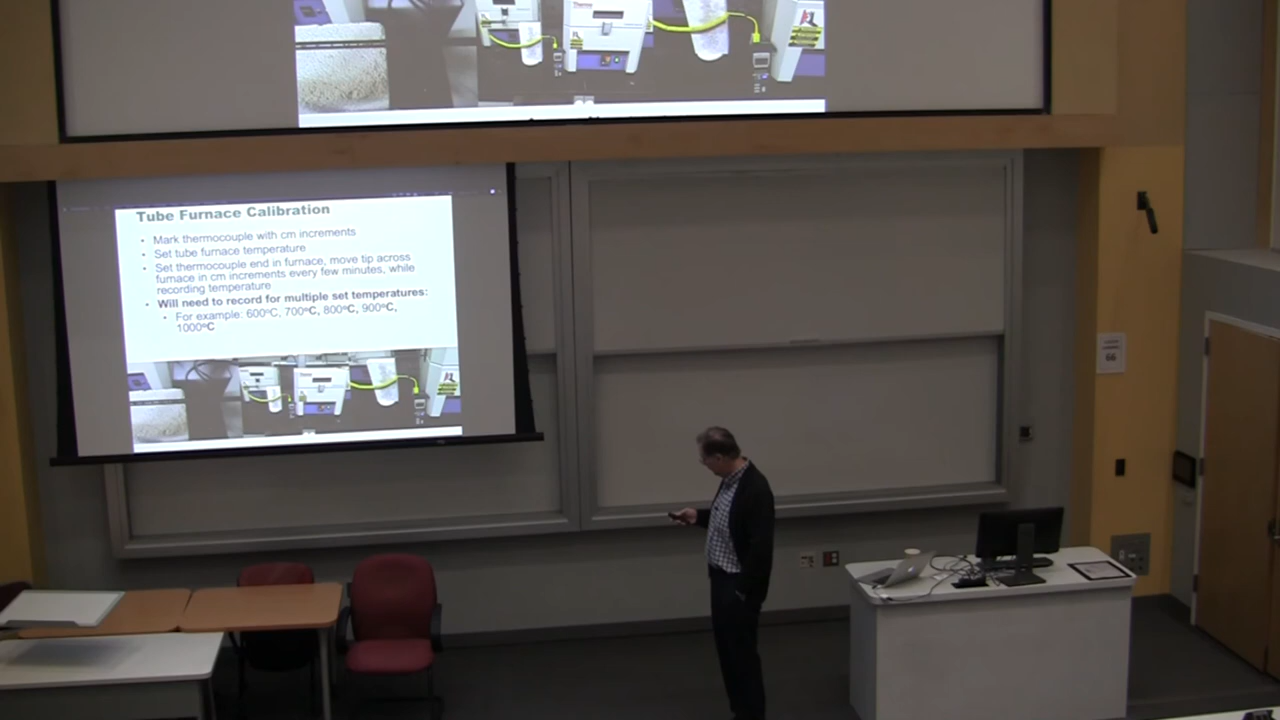 Tube Furnace Calibration
• Mark thermocouple with cm increments
• Set tube furnace temperature
• Set thermocouple end in furnace, move tip across
furnace in cm increments every few minutes, while
recording temperature
• Will need to record for multiple set temperatures:
• For example: 600ºC, 700ºC, 800ºC, 900ºC,
1000ºC
66